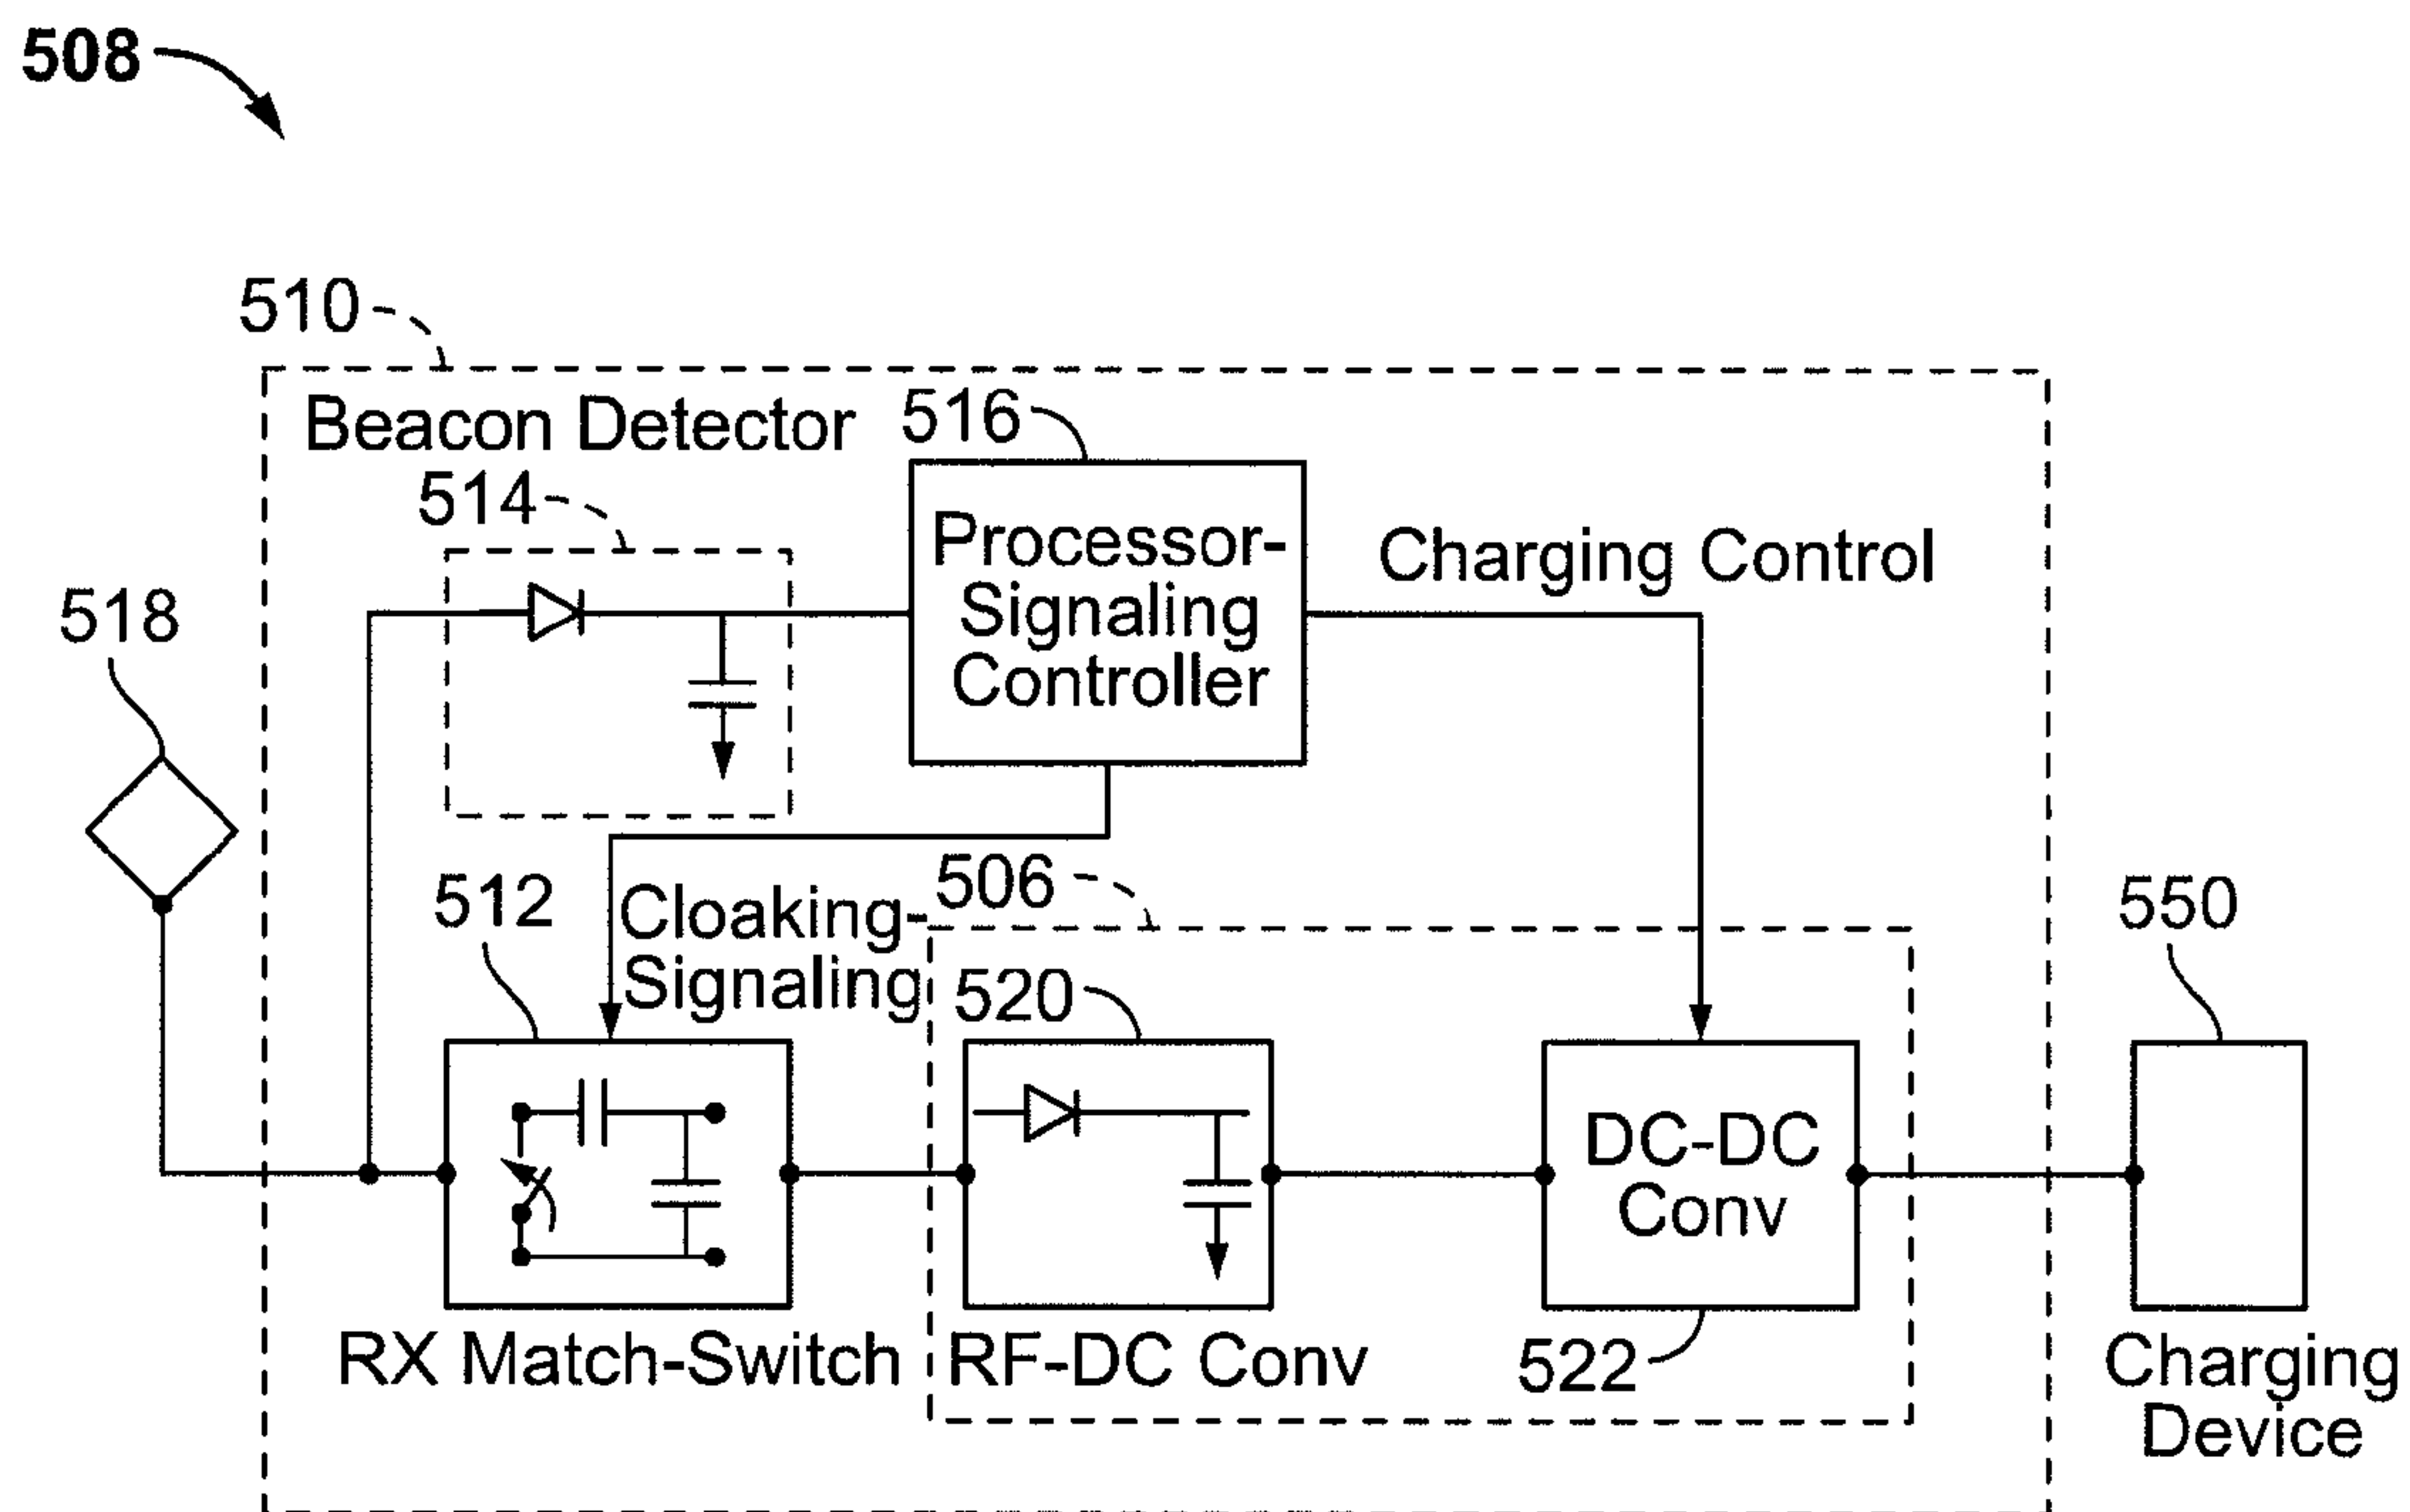 508
510
Beacon Detector
516
514
Processor-
Signaling
Controller
Charging Control
518
506
512
Cloaking-
Signaling
550
520
DC-DC
Conv
RX Match-Switch
RF-DC Conv
522
Charging
Device